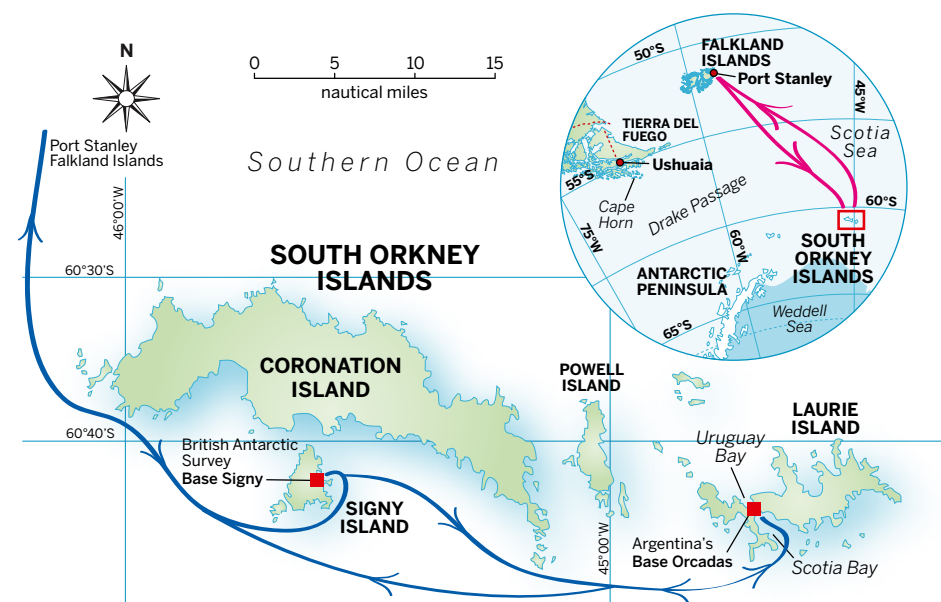 N
0 5 10 15
nautical miles
Port Stanley
Falkland Islands
Southern Ocean
46°00'W
60°30'S
SOUTH ORKNEY
ISLANDS
CORONATION
ISLAND
POWELL
ISLAND
LAURIE
ISLAND
60°40'S
Uruguay
Bay
British Antarctic
Survey
Base Signy
SIGNY
ISLAND
45°00'W
Argentina's
Base Orcadas
Scotia Bay
50°S
FALKLAND
ISLANDS
Port Stanley
45°W
TIERRA DEL
FUEGO
Scotia
Sea
Ushuaia
55°S
Cape
Horn
Drake Passage
60°S
75°W
60°W
SOUTH
ORKNEY
ISLANDS
ANTARCTIC
PENINSULA
Weddell
Sea
65°S